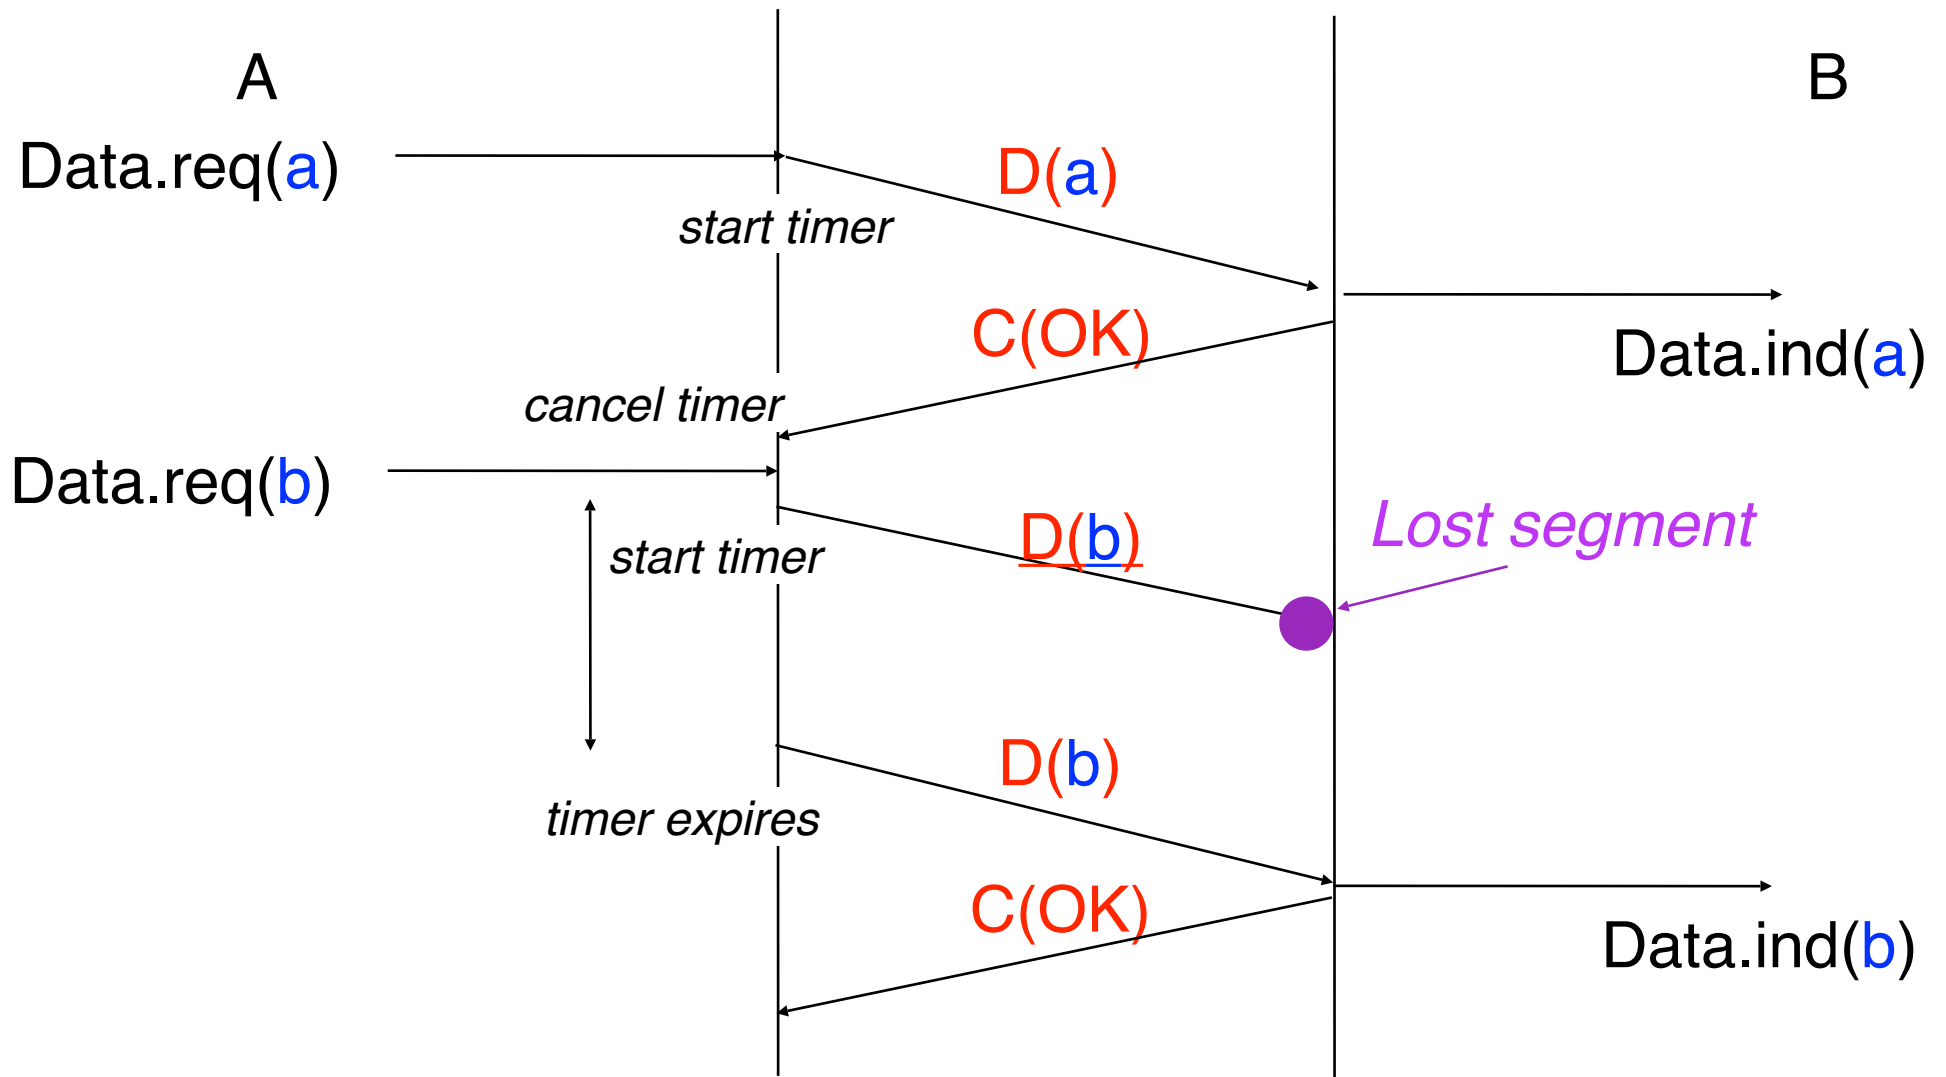 A
B
Data.req(a)
D(a)
start timer
C(OK)
Data.ind(a)
cancel timer
Data.req(b)
D(b)
Lost segment
start timer
D(b)
timer expires
C(OK)
Data.ind(b)